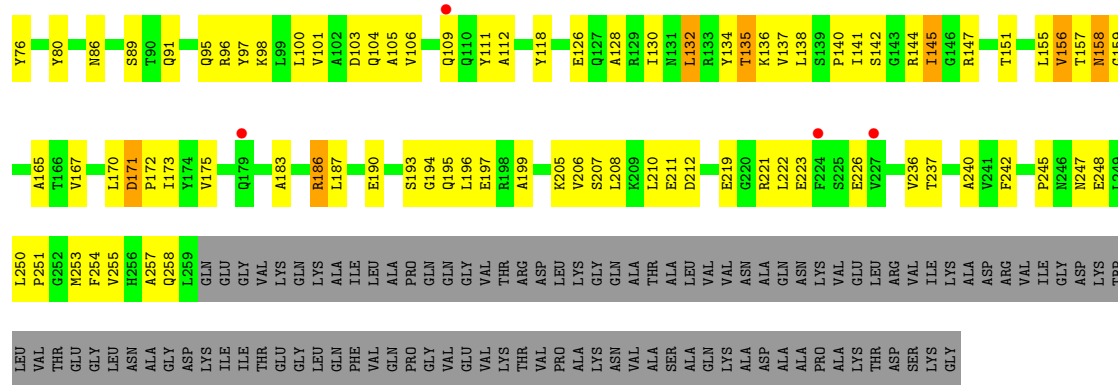 Y76 Y80 N86 S89 T90 Q91 Q95 R96 Y97 K98 L99 L100 V101 A102 D103 Q104 A105 V106 Q109 Q110 Y111 A112 Y118 E126 Q127 A128 R129 I130 N131 L132 R133 Y134 T135 K136 V137 L138 S139 P140 I141 S142 G143 R144 I145 G146 R147 T151 L155 V156 T157 N158 G159
A165 T166 V167 L170 D171 P172 I173 Y174 V175 Q179 A183 R186 L187 E190 S193 G194 Q195 L196 E197 R198 A199 K205 V206 S207 L208 K209 L210 E211 D212 E219 G220 R221 L222 E223 F224 S225 E226 V227 V236 T237 A240 V241 F242 P245 N246 N247 E248 L249
L250 P251 G252 M253 F254 V255 H256 A257 Q258 L259 GLN GLU GLY VAL LYS GLN LYS ALA ILE LEU ALA PRO GLN GLN GLY VAL THR ARG ASP LEU LYS GLY GLN ALA THR ALA LEU VAL VAL ASN ALA GLN ASN LYS VAL GLU LEU ARG VAL ILE LYS ALA ASP ARG VAL ILE GLY ASP LYS TRP
LEU VAL THR GLU GLY LEU ASN ALA GLY ASP LYS ILE ILE THR GLU GLY LEU GLN PHE VAL GLN PRO GLY VAL GLU VAL LYS THR VAL PRO ALA LYS ASN VAL ALA SER ALA GLN LYS ALA ASP ALA ALA PRO ALA LYS THR ASP SER LYS GLY